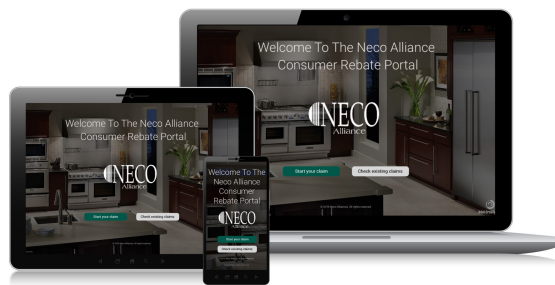 Welcome To The Neco Alliance
Consumer Rebate Portal
NECO
Alliance
Start your claim
Check existing claims
Welcome To The Neco Alliance
Consumer Rebate Portal
NECO
Alliance
Start your claim
Check existing claims
Welcome To The
Neco Alliance
Consumer
Rebate Portal
NECO
Alliance
Start your claim
Check existing claims